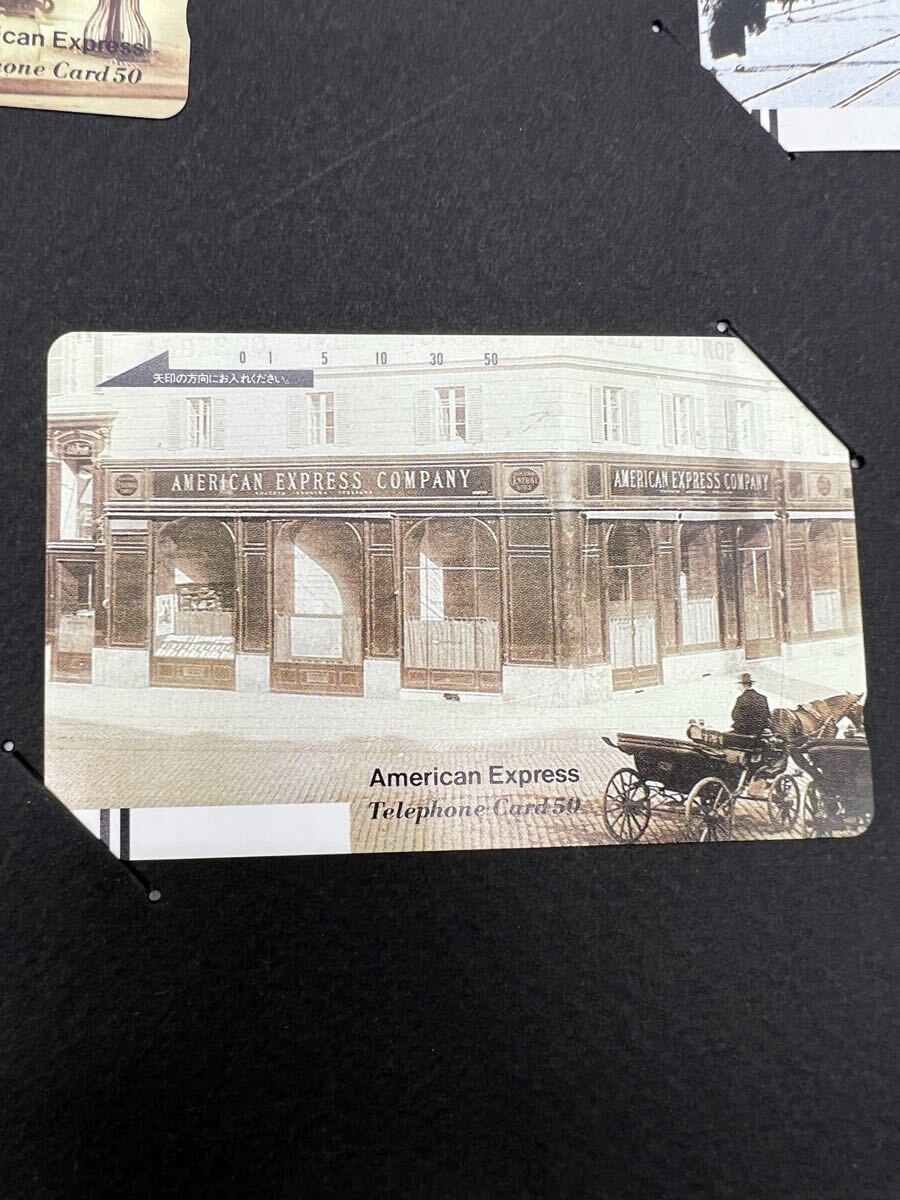 ican Express
one Card 50
0 1 5 10 30 50
矢印の方向にお入れください。
AMERICAN EXPRESS COMPANY
AMERICAN EXPRESS COMPANY
American Express
Telephone Card 50